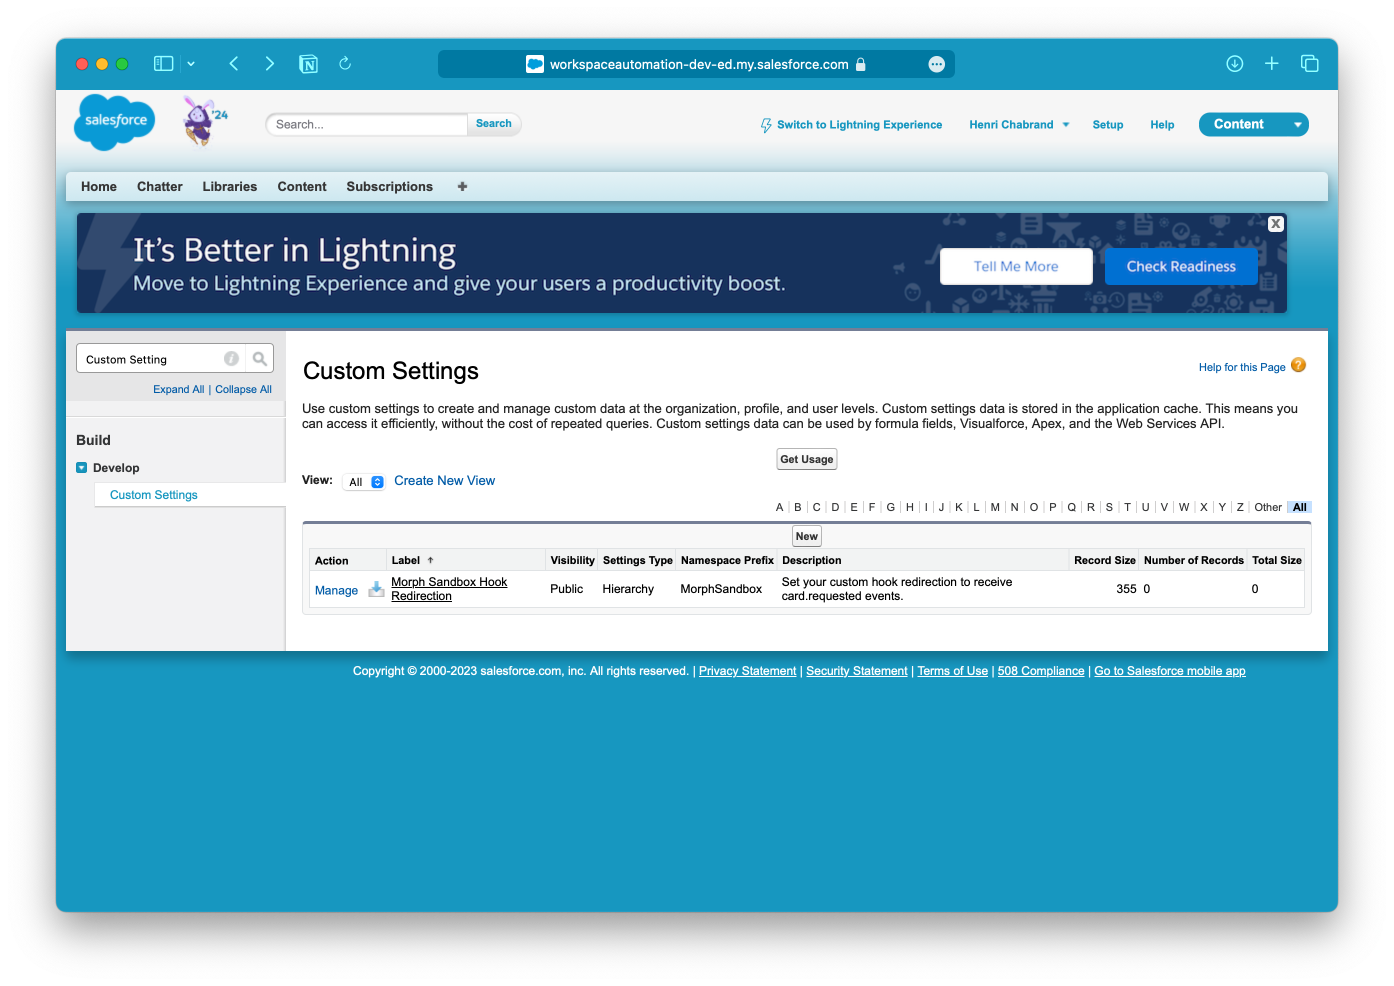 workspaceautomation-dev-ed.my.salesforce.com
salesforce
'24
Search...
Search
Switch to Lightning Experience
Henri Chabrand
Setup
Help
Content
Home
Chatter
Libraries
Content
Subscriptions
It's Better in Lightning
Move to Lightning Experience and give your users a productivity boost.
Tell Me More
Check Readiness
X
Custom Setting
Expand All | Collapse All
Build
Develop
Custom Settings
Custom Settings
Help for this Page
Use custom settings to create and manage custom data at the organization, profile, and user levels. Custom settings data is stored in the application cache. This means you
can access it efficiently, without the cost of repeated queries. Custom settings data can be used by formula fields, Visualforce, Apex, and the Web Services API.
Get Usage
View: All Create New View
A | B | C | D | E | F | G | H | I | J | K | L | M | N | O | P | Q | R | S | T | U | V | W | X | Y | Z | Other | All
New
Action Label Visibility Settings Type Namespace Prefix Description Record Size Number of Records Total Size
Manage Morph Sandbox Hook Redirection Public Hierarchy MorphSandbox Set your custom hook redirection to receive card.requested events. 355 0 0
Copyright © 2000-2023 salesforce.com, inc. All rights reserved. | Privacy Statement | Security Statement | Terms of Use | 508 Compliance | Go to Salesforce mobile app